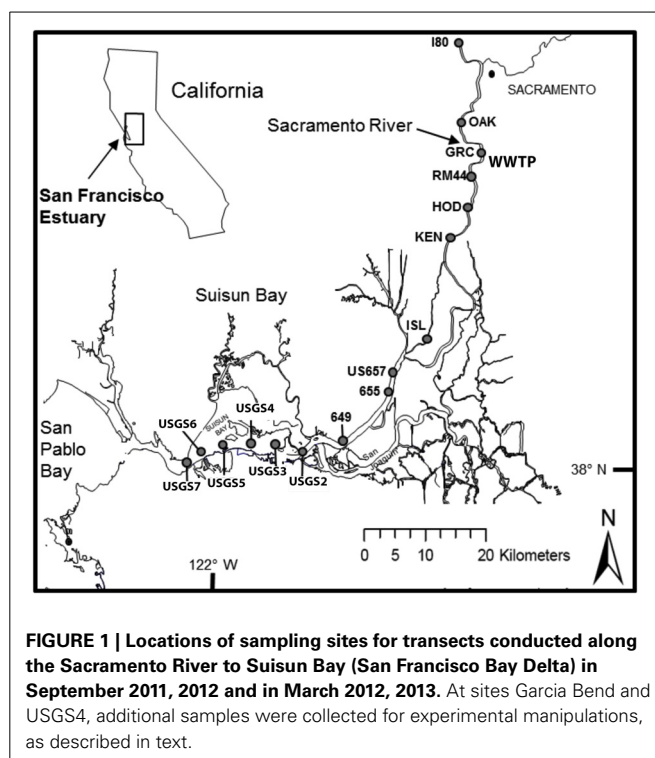 I80
SACRAMENTO
California
Sacramento River
OAK
GRC
WWTP
RM44
San Francisco
Estuary
HOD
KEN
Suisun Bay
ISL
US657
655
USGS4
649
USGS6
SUISUN
BAY
San
Pablo
Bay
San
Joaquin
USGS3
38° N
USGS7
USGS5
USGS2
N
0 5 10 20 Kilometers
122° W
FIGURE 1 | Locations of sampling sites for transects conducted along
the Sacramento River to Suisun Bay (San Francisco Bay Delta) in
September 2011, 2012 and in March 2012, 2013. At sites Garcia Bend and
USGS4, additional samples were collected for experimental manipulations,
as described in text.